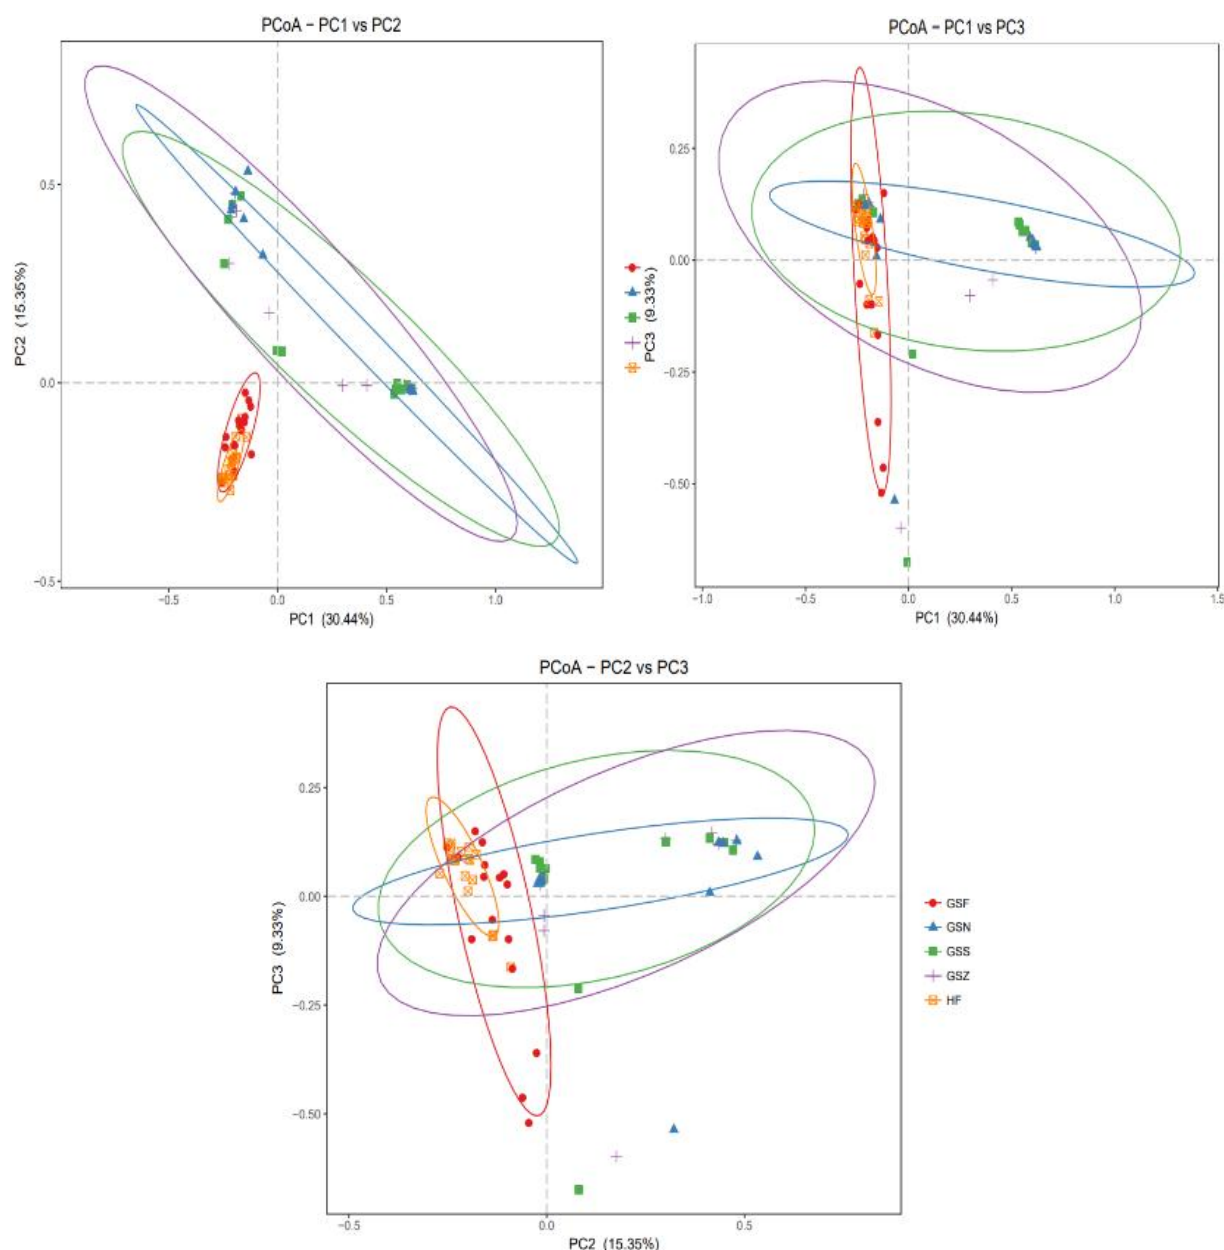 PCoA − PC1 vs PC2
PC2 (15.35%)
0.5
0.0
−0.5
−0.5
0.0
0.5
1.0
PC1 (30.44%)
PCoA − PC1 vs PC3
PC3 (9.33%)
0.25
0.00
−0.25
−0.50
−1.0
−0.5
0.0
0.5
1.0
1.5
PC1 (30.44%)
PCoA − PC2 vs PC3
PC3 (9.33%)
0.25
0.00
−0.25
−0.50
−0.5
0.0
0.5
PC2 (15.35%)
GSF
GSN
GSS
GSZ
HF